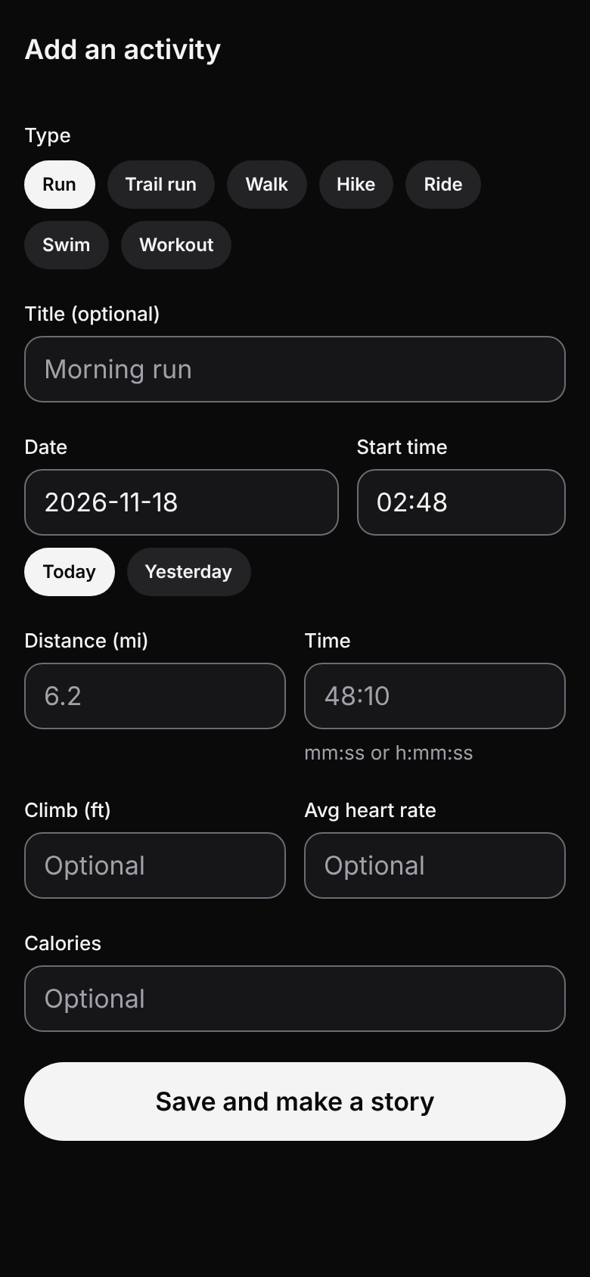 Add an activity
Type
Run Trail run Walk Hike Ride
Swim Workout
Title (optional)
Morning run
Date Start time
2026-11-18 02:48
Today Yesterday
Distance (mi) Time
6.2 48:10
mm:ss or h:mm:ss
Climb (ft) Avg heart rate
Optional Optional
Calories
Optional
Save and make a story